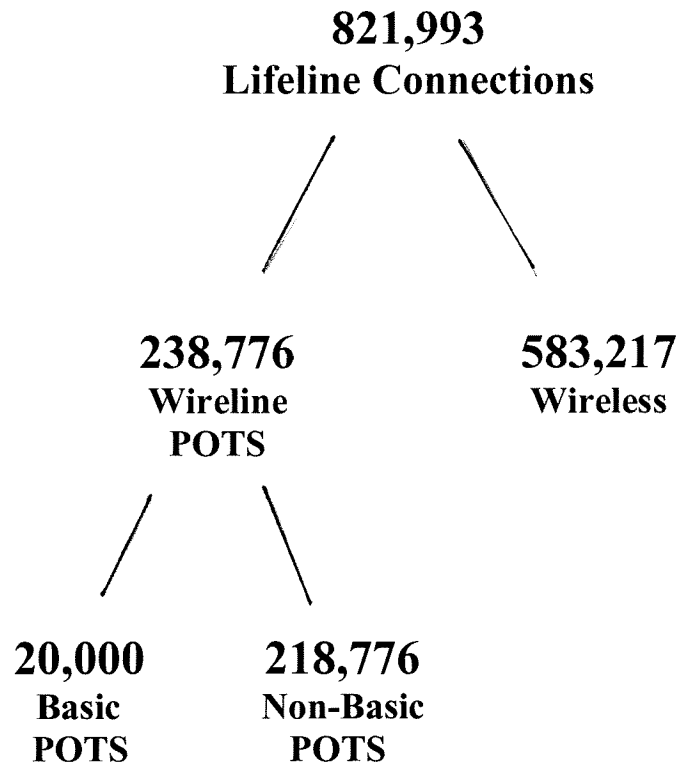 821,993
Lifeline Connections
238,776
Wireline
POTS
583,217
Wireless
20,000
Basic
POTS
218,776
Non-Basic
POTS